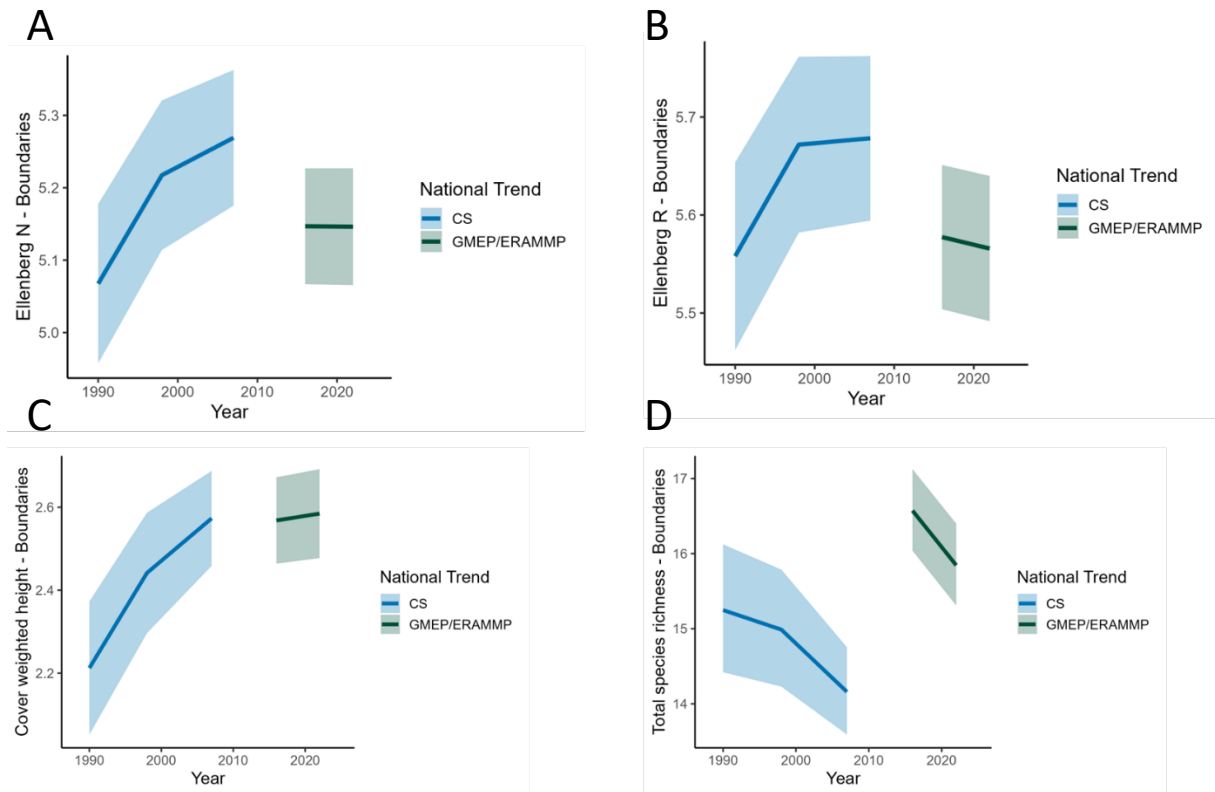 A
Ellenberg N - Boundaries
5.3
5.2
5.1
5.0
1990 2000 2010 2020
Year
National Trend
CS
GMEP/ERAMMP
B
Ellenberg R - Boundaries
5.7
5.6
5.5
1990 2000 2010 2020
Year
National Trend
CS
GMEP/ERAMMP
C
Cover weighted height - Boundaries
2.6
2.4
2.2
1990 2000 2010 2020
Year
National Trend
CS
GMEP/ERAMMP
D
Total species richness - Boundaries
17
16
15
14
1990 2000 2010 2020
Year
National Trend
CS
GMEP/ERAMMP